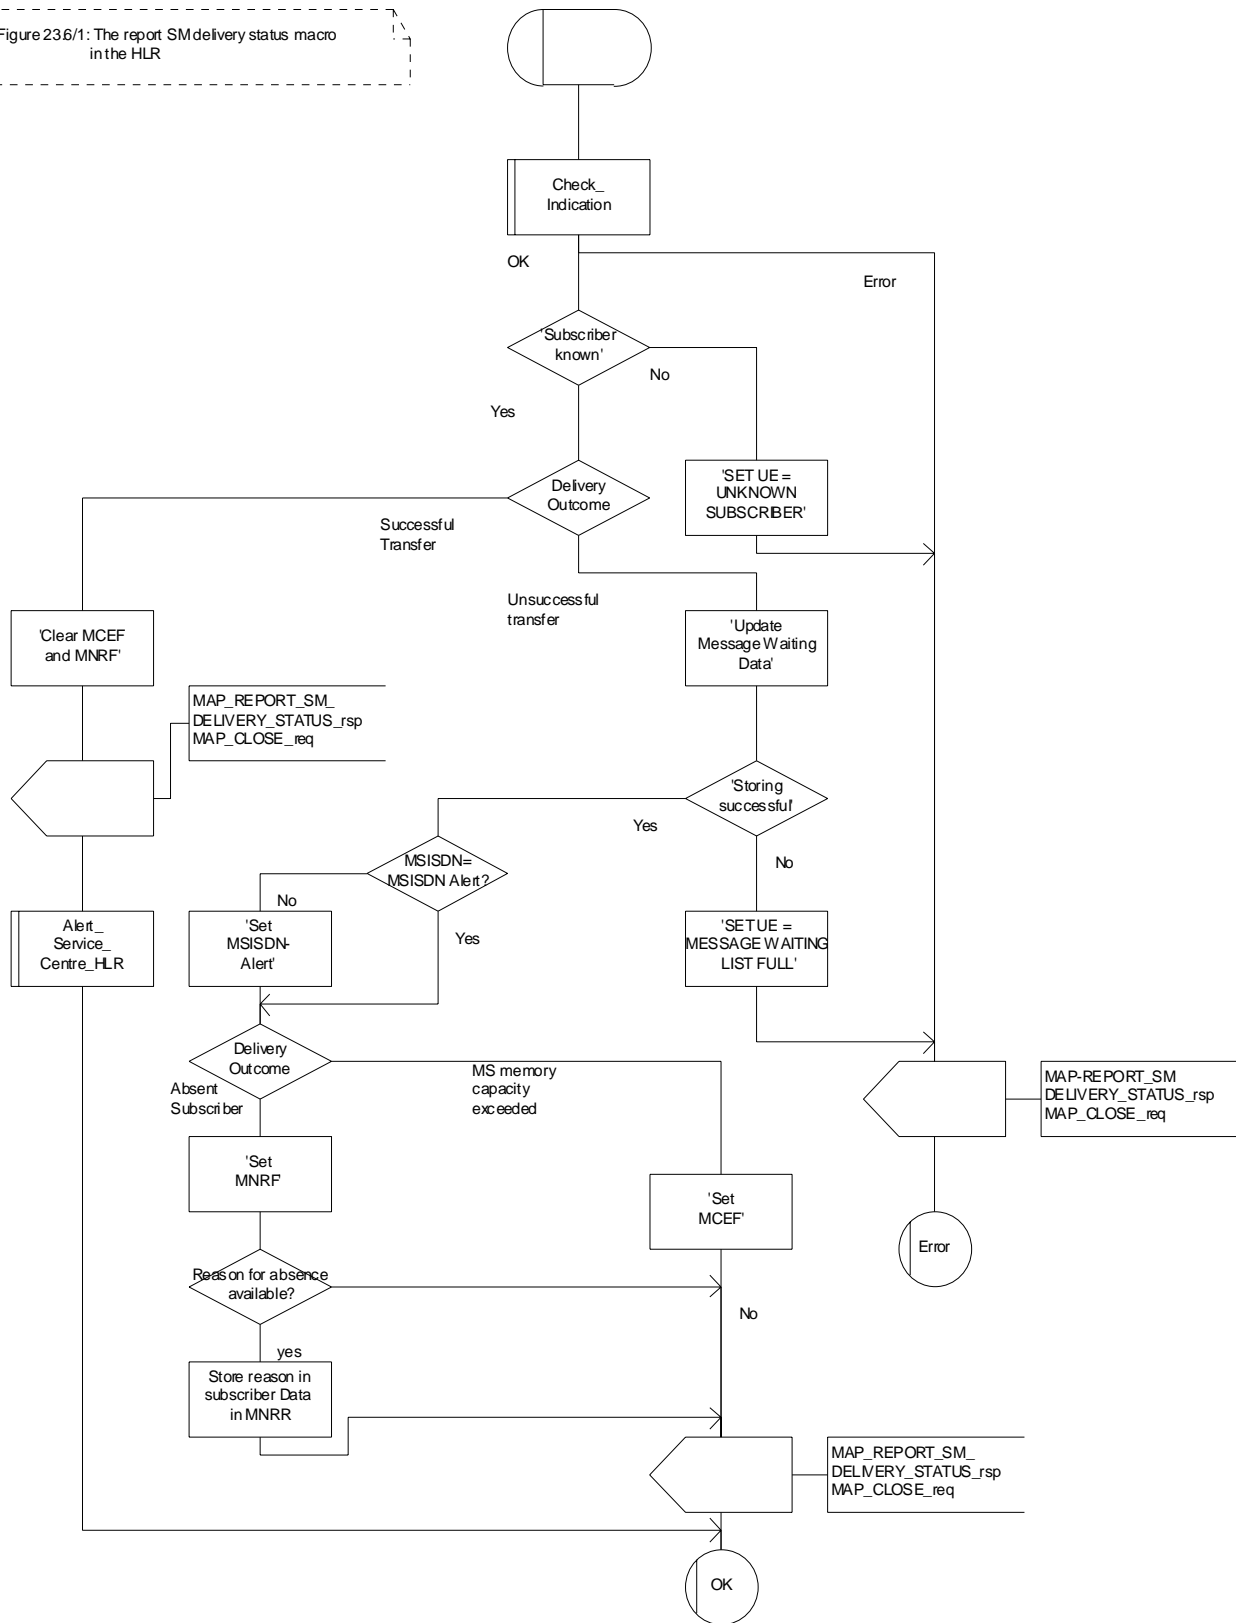 Figure 23.6/1: The report SM delivery status macro
in the HLR
Check_
Indication
OK
Error
'Subscriber
known'
No
Yes
Delivery
Outcome
'SET UE =
UNKNOWN
SUBSCRIBER'
Successful
Transfer
Unsuccessful
transfer
'Clear MCEF
and MNRF'
'Update
Message Waiting
Data'
MAP_REPORT_SM_
DELIVERY_STATUS_rsp
MAP_CLOSE_req
'Storing
successful'
Yes
No
MSISDN=
MSISDN Alert?
No
Yes
Alert_
Service_
Centre_HLR
'Set
MSISDN-
Alert'
'SET UE =
MESSAGE WAITING
LIST FULL'
Delivery
Outcome
Absent
Subscriber
MS memory
capacity
exceeded
MAP-REPORT_SM
DELIVERY_STATUS_rsp
MAP_CLOSE_req
'Set
MNRF'
'Set
MCEF'
Error
Reason for absence
available?
No
yes
Store reason in
subscriber Data
in MNRR
MAP_REPORT_SM_
DELIVERY_STATUS_rsp
MAP_CLOSE_req
OK